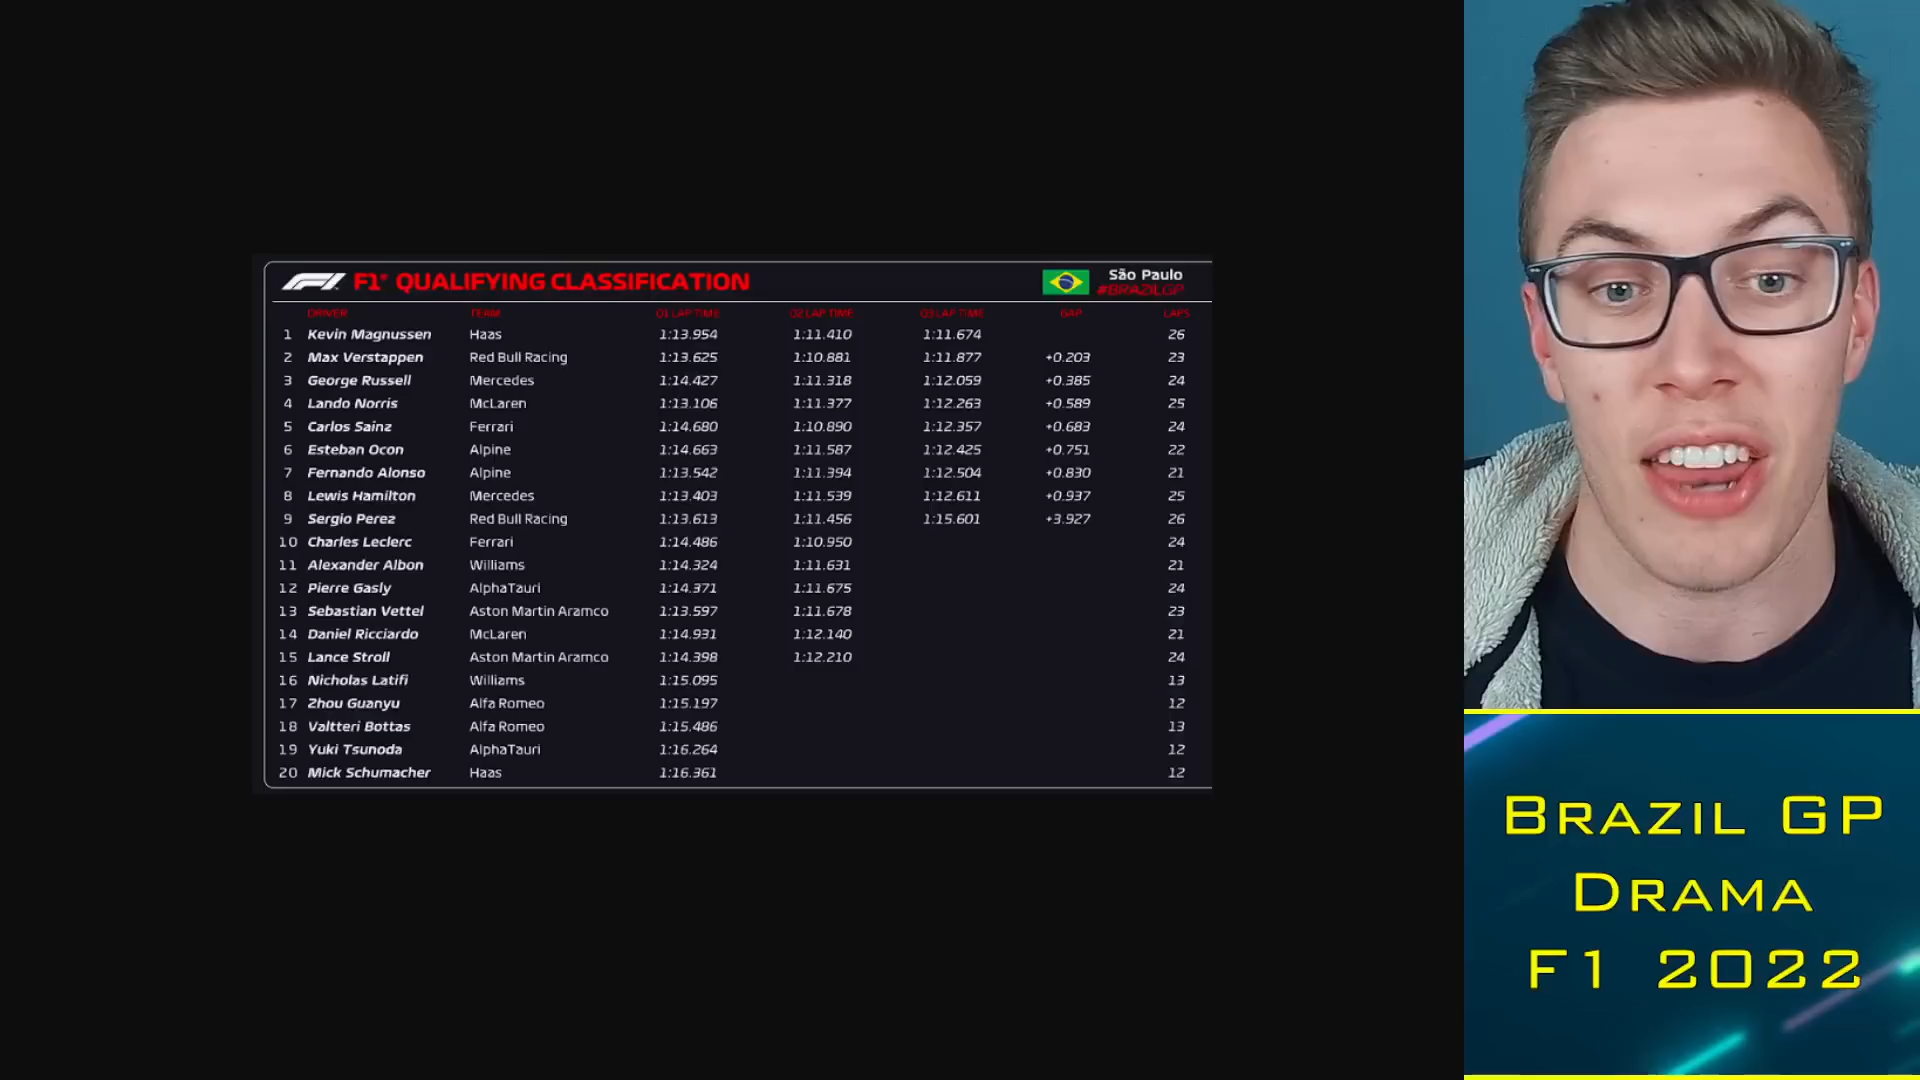 F1 F1® QUALIFYING CLASSIFICATION São Paulo
#BRAZILGP
DRIVER TEAM Q1 LAP TIME Q2 LAP TIME Q3 LAP TIME GAP LAPS
1 Kevin Magnussen Haas 1:13.954 1:11.410 1:11.674 26
2 Max Verstappen Red Bull Racing 1:13.625 1:10.881 1:11.877 +0.203 23
3 George Russell Mercedes 1:14.427 1:11.318 1:12.059 +0.385 24
4 Lando Norris McLaren 1:13.106 1:11.377 1:12.263 +0.589 25
5 Carlos Sainz Ferrari 1:14.680 1:10.890 1:12.357 +0.683 24
6 Esteban Ocon Alpine 1:14.663 1:11.587 1:12.425 +0.751 22
7 Fernando Alonso Alpine 1:13.542 1:11.394 1:12.504 +0.830 21
8 Lewis Hamilton Mercedes 1:13.403 1:11.539 1:12.611 +0.937 25
9 Sergio Perez Red Bull Racing 1:13.613 1:11.456 1:15.601 +3.927 26
10 Charles Leclerc Ferrari 1:14.486 1:10.950 24
11 Alexander Albon Williams 1:14.324 1:11.631 21
12 Pierre Gasly AlphaTauri 1:14.371 1:11.675 24
13 Sebastian Vettel Aston Martin Aramco 1:13.597 1:11.678 23
14 Daniel Ricciardo McLaren 1:14.931 1:12.140 21
15 Lance Stroll Aston Martin Aramco 1:14.398 1:12.210 24
16 Nicholas Latifi Williams 1:15.095 13
17 Zhou Guanyu Alfa Romeo 1:15.197 12
18 Valtteri Bottas Alfa Romeo 1:15.486 13
19 Yuki Tsunoda AlphaTauri 1:16.264 12
20 Mick Schumacher Haas 1:16.361 12
BRAZIL GP
DRAMA
F1 2022